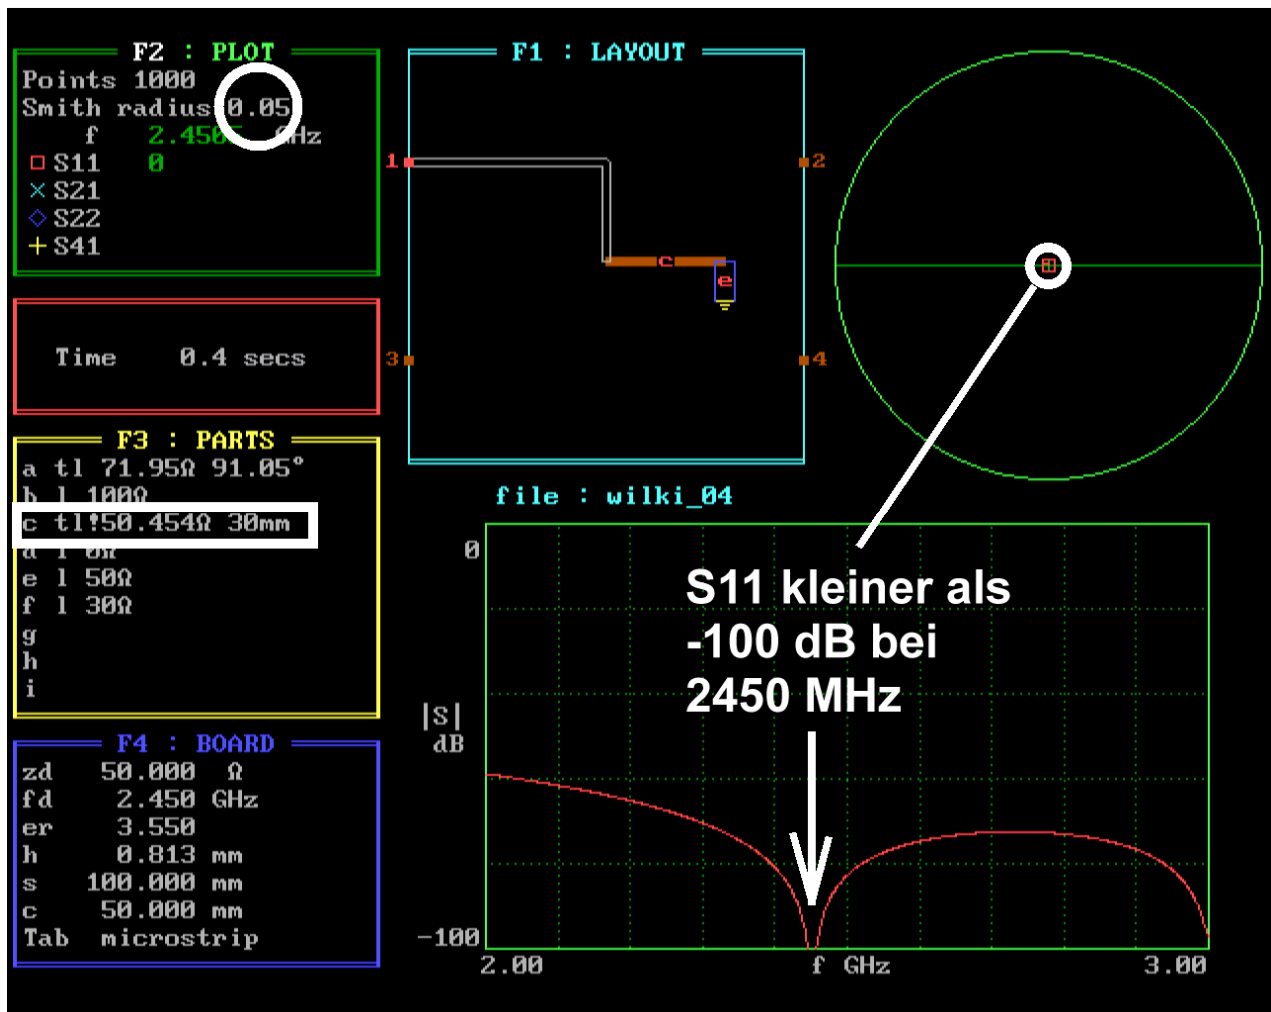 F2 : PLOT
Points 1000
Smith radius 0.05
f 2.450 GHz
S11 0
S21
S22
S41
Time 0.4 secs
F3 : PARTS
a tl 71.95Ω 91.05°
b l 100Ω
c tl!50.454Ω 30mm
d l 0Ω
e l 50Ω
f l 30Ω
g
h
i
F4 : BOARD
zd 50.000 Ω
fd 2.450 GHz
er 3.550
h 0.813 mm
s 100.000 mm
c 50.000 mm
Tab microstrip
F1 : LAYOUT
1
2
c
e
3
4
file : wilki_04
0
S11 kleiner als
-100 dB bei
2450 MHz
|S|
dB
-100
2.00
f GHz
3.00